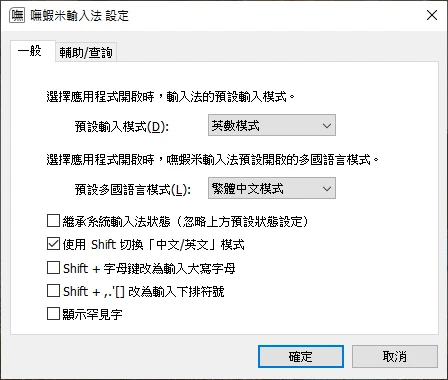 嘸 嘸蝦米輸入法 設定
一般 輔助/查詢
選擇應用程式開啟時，輸入法的預設輸入模式。
預設輸入模式(D): 英數模式
選擇應用程式開啟時，嘸蝦米輸入法預設開啟的多國語言模式。
預設多國語言模式(L): 繁體中文模式
繼承系統輸入法狀態（忽略上方預設狀態設定）
使用 Shift 切換「中文/英文」模式
Shift + 字母鍵改為輸入大寫字母
Shift + ,.'[] 改為輸入下排符號
顯示罕見字
確定 取消